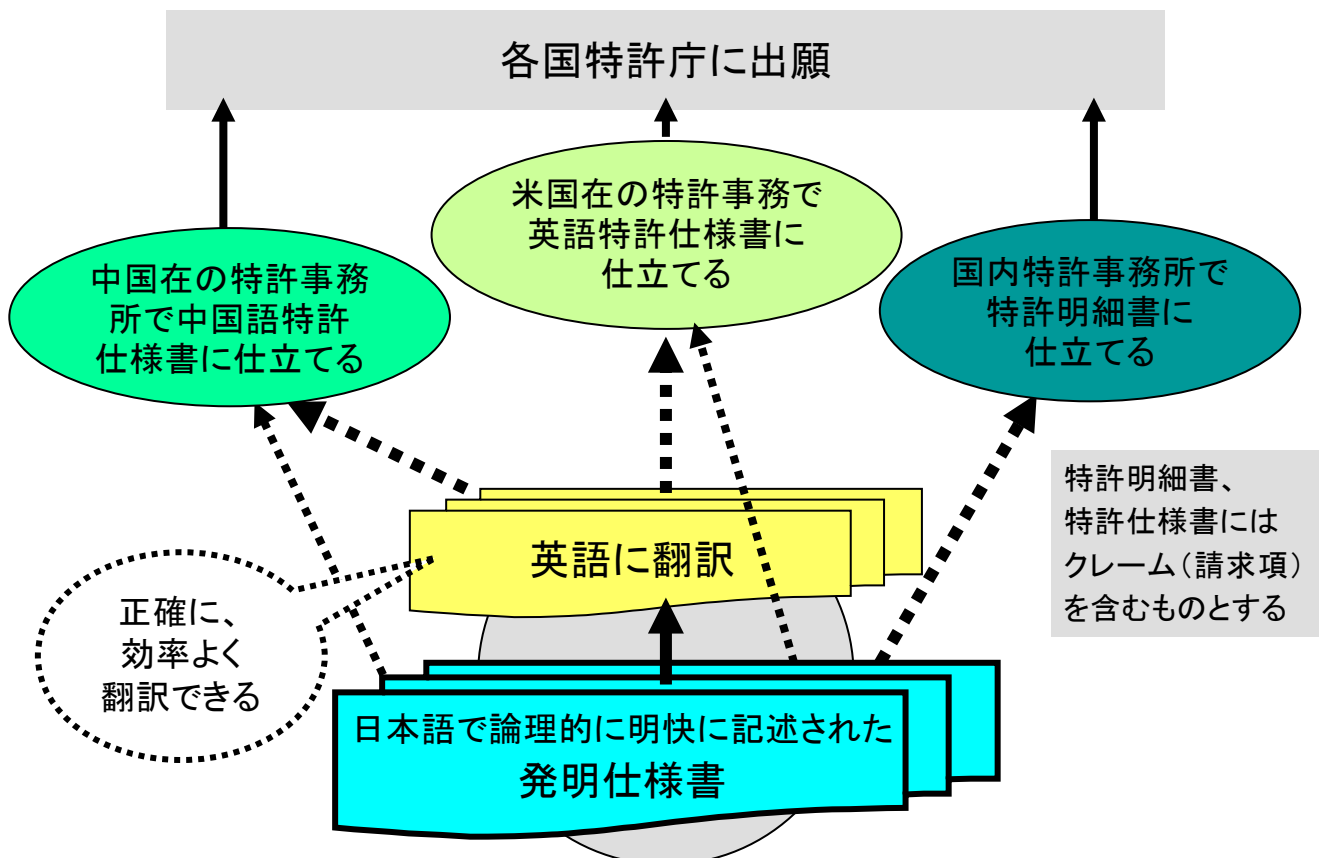 各国特許庁に出願
米国在の特許事務で
英語特許仕様書に
仕立てる
中国在の特許事務
所で中国語特許
仕様書に仕立てる
国内特許事務所で
特許明細書に
仕立てる
特許明細書、
特許仕様書には
クレーム（請求項）
を含むものとする
英語に翻訳
正確に、
効率よく
翻訳できる
日本語で論理的に明快に記述された
発明仕様書